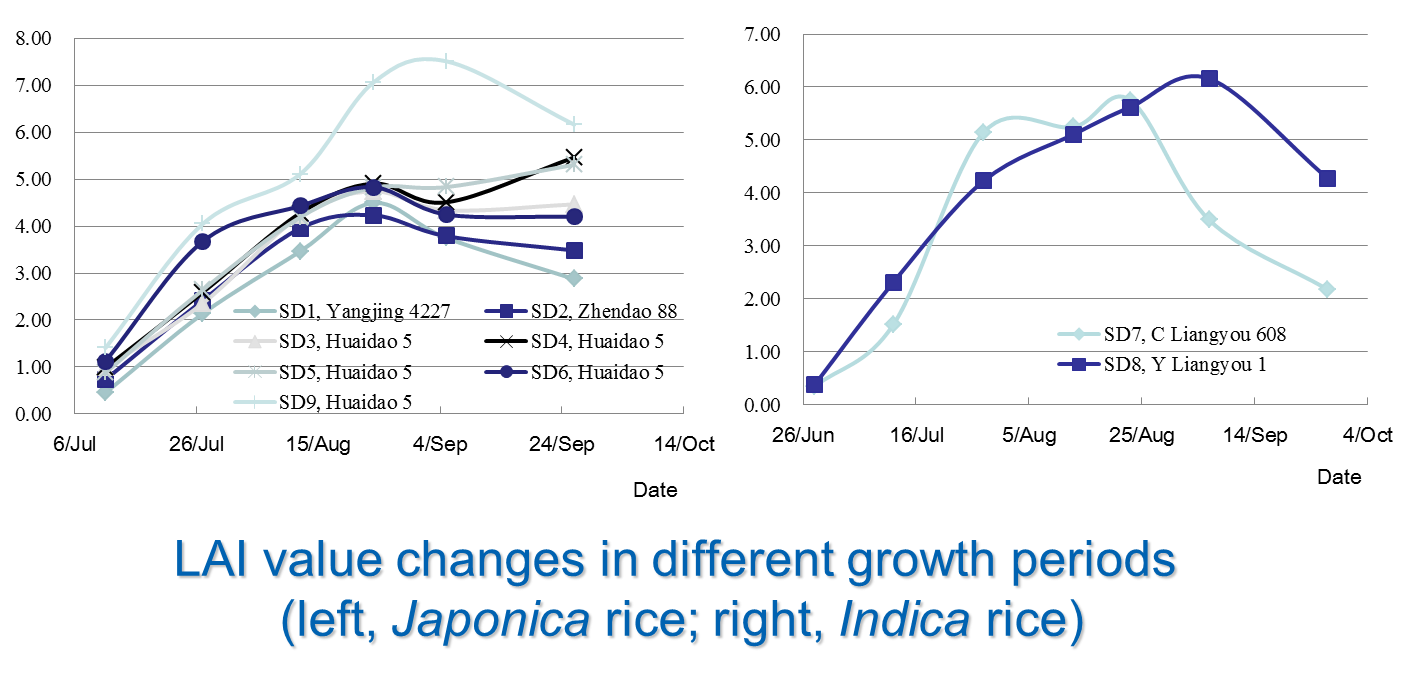 8.00
7.00
6.00
5.00
4.00
3.00
2.00
1.00
0.00
6/Jul 26/Jul 15/Aug 4/Sep 24/Sep 14/Oct
Date
SD1, Yangjing 4227 SD2, Zhendao 88
SD3, Huaidao 5 SD4, Huaidao 5
SD5, Huaidao 5 SD6, Huaidao 5
SD9, Huaidao 5
7.00
6.00
5.00
4.00
3.00
2.00
1.00
0.00
26/Jun 16/Jul 5/Aug 25/Aug 14/Sep 4/Oct
Date
SD7, C Liangyou 608
SD8, Y Liangyou 1
LAI value changes in different growth periods
(left, Japonica rice; right, Indica rice)